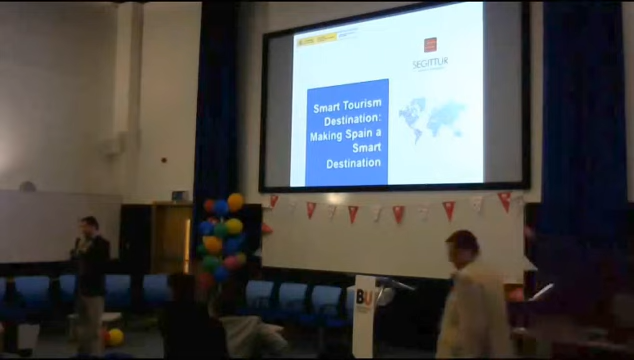 SEGITTUR
Smart Tourism
Destination:
Making Spain a
Smart
Destination
BU